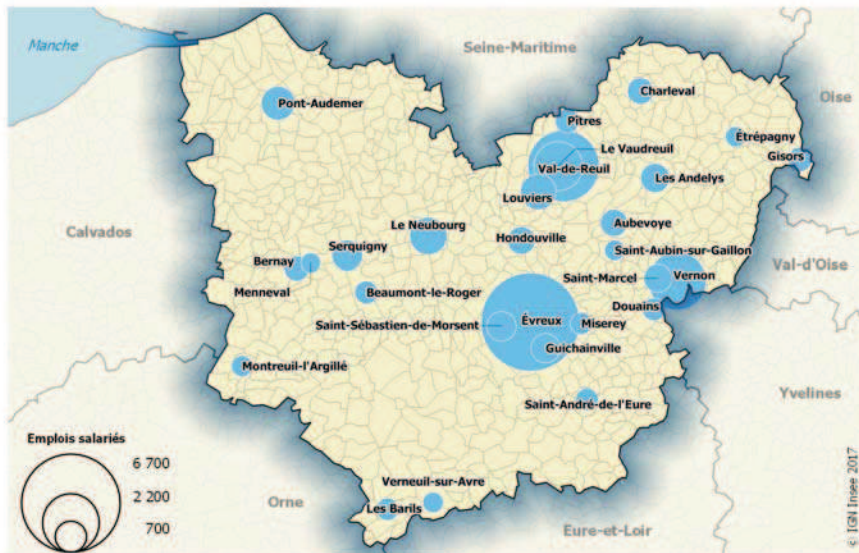 Manche
Seine-Maritime
Oise
Calvados
Val-d'Oise
Yvelines
Orne
Eure-et-Loir
Pont-Audemer
Charleval
Pîtres
Étrépagny
Le Vaudreuil
Gisors
Val-de-Reuil
Les Andelys
Louviers
Aubevoye
Le Neubourg
Hondouville
Serquigny
Saint-Aubin-sur-Gaillon
Bernay
Saint-Marcel
Vernon
Menneval
Beaumont-le-Roger
Douains
Évreux
Saint-Sébastien-de-Morsent
Miserey
Guichainville
Montreuil-l'Argillé
Saint-André-de-l'Eure
Verneuil-sur-Avre
Les Barils
Emplois salariés
6 700
2 200
700
© IGN Insee 2017